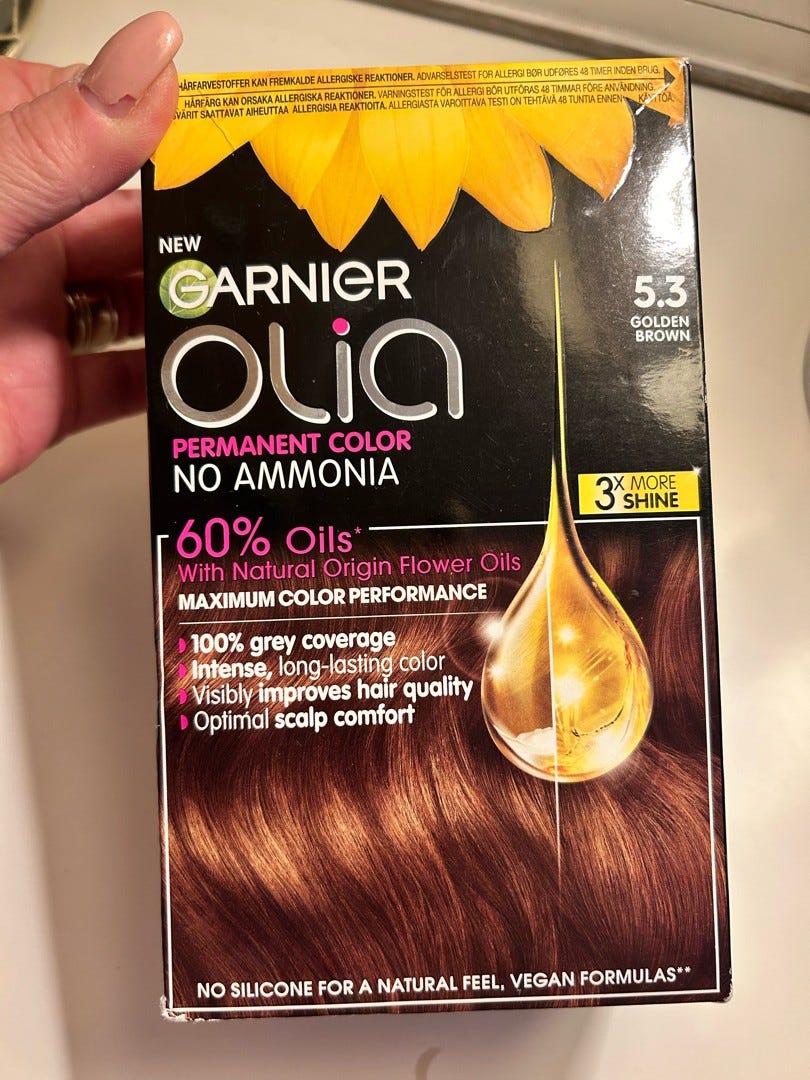 HÅRFARVESTOFFER KAN FREMKALDE ALLERGISKE REAKTIONER. ADVARSELSTEST FOR ALLERGI BØR UDFØRES 48 TIMER INDEN BRUG.
HÅRFÄRG KAN ORSAKA ALLERGISKA REAKTIONER. VARNINGSTEST FÖR ALLERGI BÖR UTFÖRAS 48 TIMMAR FÖRE ANVÄNDNING.
SVÄRIT SAATTAVAT AIHEUTTAA ALLERGISIA REAKTIOITA. ALLERGIASTA VAROITTAVA TESTI ON TEHTÄVÄ 48 TUNTIA ENNEN KÄYTTÖÄ.
NEW
GARNIER
OLia
5.3
GOLDEN
BROWN
PERMANENT COLOR
NO AMMONIA
3X MORE
SHINE
60% Oils*
With Natural Origin Flower Oils
MAXIMUM COLOR PERFORMANCE
100% grey coverage
Intense, long-lasting color
Visibly improves hair quality
Optimal scalp comfort
NO SILICONE FOR A NATURAL FEEL, VEGAN FORMULAS**